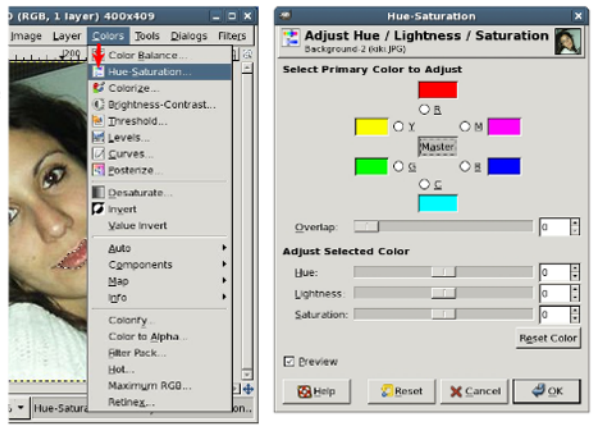 0 (RGB, 1 layer) 400x409
Image Layer Colors Tools Dialogs Filters
200
Color Balance...
Hue-Saturation...
Colorize...
Brightness-Contrast...
Threshold...
Levels...
Curves...
Posterize...
Desaturate...
Invert
Value Invert
Auto
Components
Map
Info
Colorify...
Color to Alpha...
Filter Pack...
Hot...
Maximum RGB...
Retinex...
% Hue-Satura
on..
Hue-Saturation
Adjust Hue / Lightness / Saturation
Background-2 (loki.JPG)
Select Primary Color to Adjust
R
Y M
Master
G B
C
Overlap: 0
Adjust Selected Color
Hue: 0
Lightness: 0
Saturation: 0
Reset Color
Preview
Help Reset Cancel OK